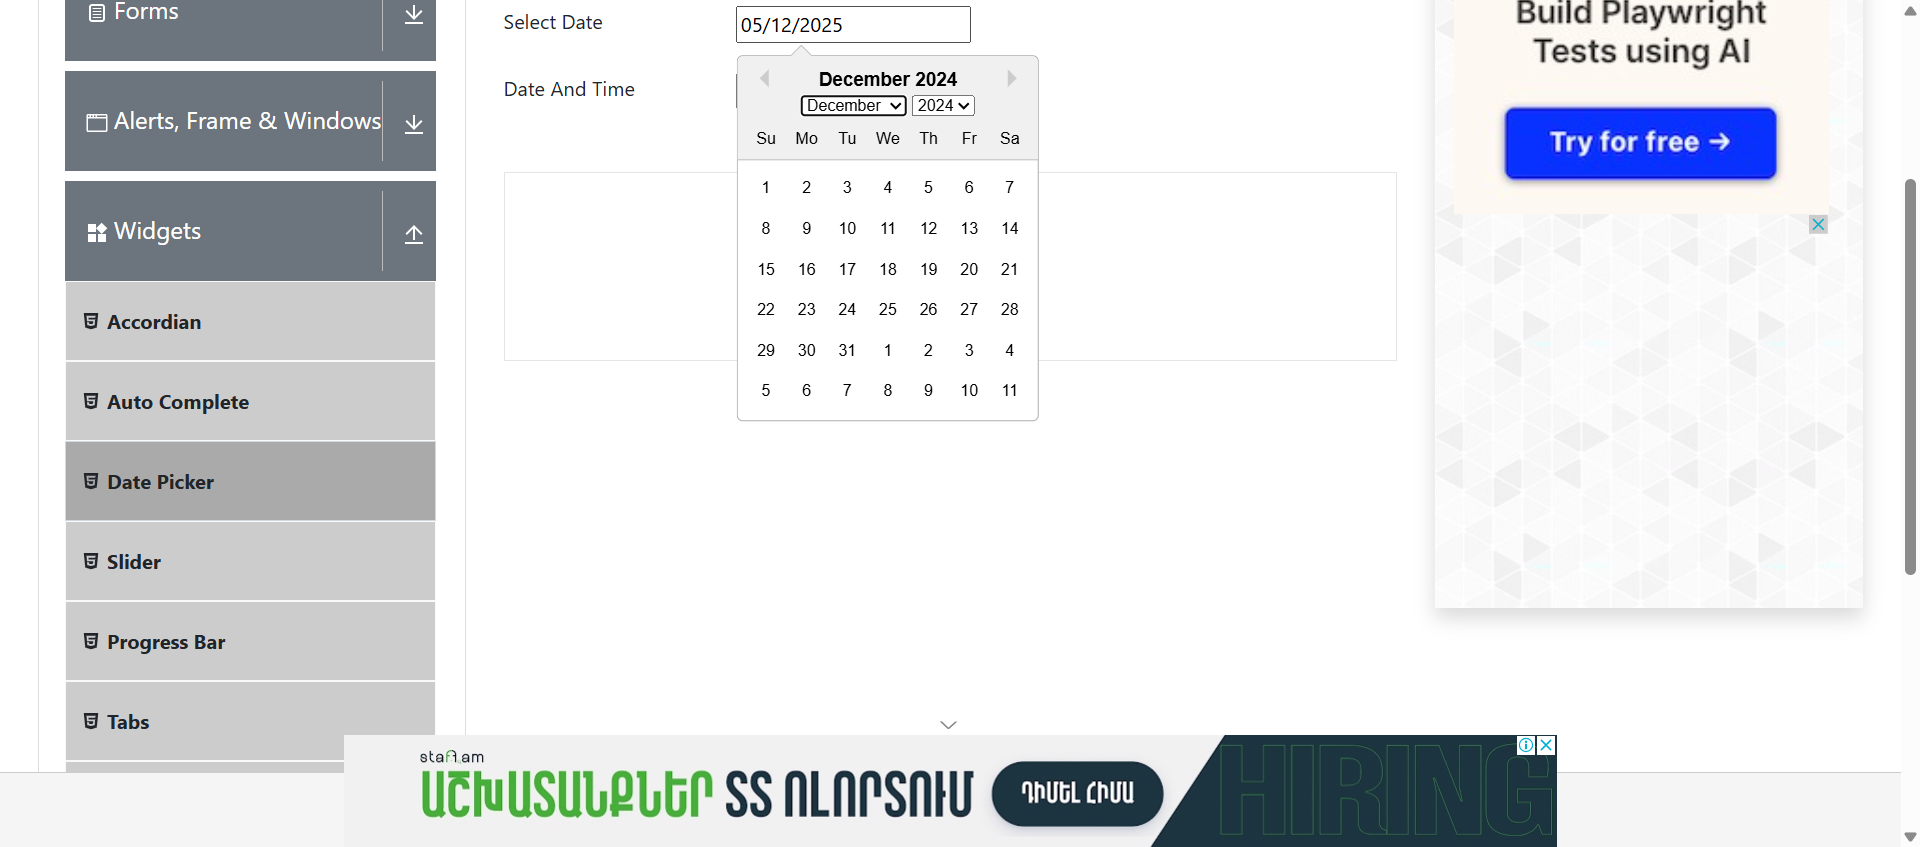 Forms
Alerts, Frame & Windows
Widgets
Accordian
Auto Complete
Date Picker
Slider
Progress Bar
Tabs
Select Date
05/12/2025
Date And Time
December 2024
December 2024
Su Mo Tu We Th Fr Sa
1 2 3 4 5 6 7
8 9 10 11 12 13 14
15 16 17 18 19 20 21
22 23 24 25 26 27 28
29 30 31 1 2 3 4
5 6 7 8 9 10 11
Build Playwright
Tests using AI
Try for free →
staff.am
ԱՇԽԱՏԱՆՔՆԵՐ ՏՏ ՈԼՈՐՏՈՒՄ
ԴԻՄԵԼ ՀԻՄԱ
HIRING